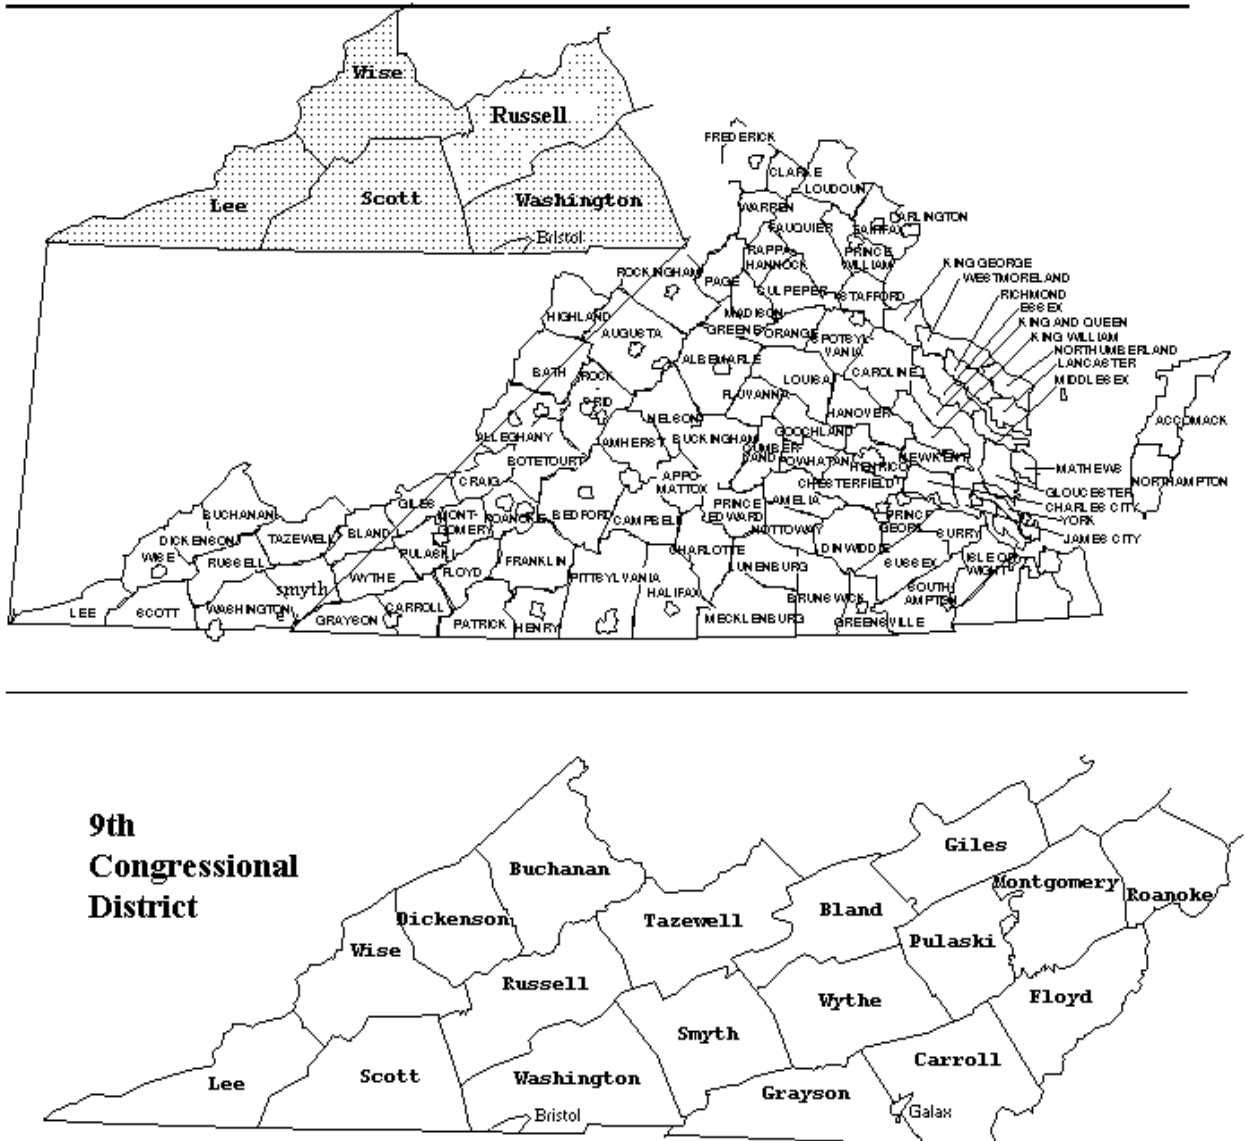 Wise
Russell
Lee
Scott
Washington
Bristol
FREDERICK
CLARKE
LOUDOUN
WARREN
FAUQUIER
FAIRFAX
ARLINGTON
RAPPA
HANNOCK
PRINCE
WILLIAM
KING GEORGE
WESTMORELAND
ROCKINGHAM
PAGE
CULPEPER
STAFFORD
RICHMOND
ESSEX
HIGHLAND
MADISON
KING AND QUEEN
AUGUSTA
GREENE
ORANGE
SPOTSYL-
VANIA
KING WILLIAM
NORTHUMBERLAND
ALBEMARLE
LANCASTER
BATH
ROCK
BRID
LOUISA
CAROLINE
MIDDLESEX
FLUVANNA
HANOVER
NELSON
ACCOMACK
ALLEGHANY
AMHERST
BUCKINGHAM
GOOCHLAND
CUMBER-
LAND
POWHATAN
HENRICO
NEWKENT
BOTETOURT
MATHEWS
CRAIG
APPO-
MATTOX
CHESTERFIELD
NORTHAMPTON
GLOUCESTER
GILES
MONT-
GOMERY
ROANOKE
BEDFORD
CAMPBELL
PRINCE
EDWARD
AMELIA
CHARLES CITY
BUCHANAN
PRINCE
GEORG
YORK
DICKENSON
TAZEWELL
BLAND
NOTTOWAY
SURRY
JAMES CITY
WISE
RUSSELL
PULASKI
CHARLOTTE
DINWIDDIE
SUSSEX
ISLE OF
WIGHT
FLOYD
FRANKLIN
LUNENBURG
smyth
WYTHE
PITTSYLVANIA
HALIFAX
BRUNSWICK
SOUTH
AMPTON
LEE
SCOTT
WASHINGTON
GRAYSON
CARROLL
PATRICK
HENRY
MECKLENBURG
GREENSVILLE
9th
Congressional
District
Buchanan
Giles
Montgomery
Roanoke
Dickenson
Tazewell
Bland
Wise
Pulaski
Russell
Wythe
Floyd
Smyth
Lee
Scott
Washington
Carroll
Grayson
Bristol
Galax